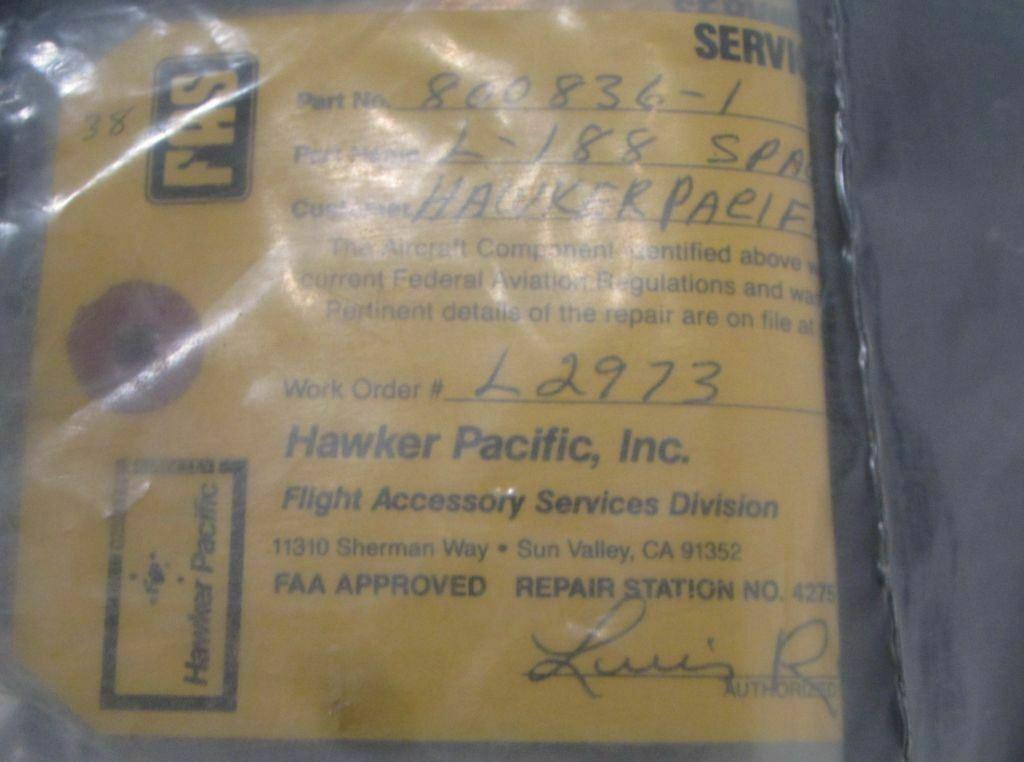 SERVI
38
FAS
Part No. 800836-1
Part Name L-188 SPA
Customer HAWKER PACIF
The Aircraft Component identified above w
current Federal Aviation Regulations and wa
Pertinent details of the repair are on file at
Work Order # L2973
Hawker Pacific, Inc.
Flight Accessory Services Division
11310 Sherman Way • Sun Valley, CA 91352
FAA APPROVED REPAIR STATION NO. 4275
Hawker Pacific
Luis R
AUTHORIZED